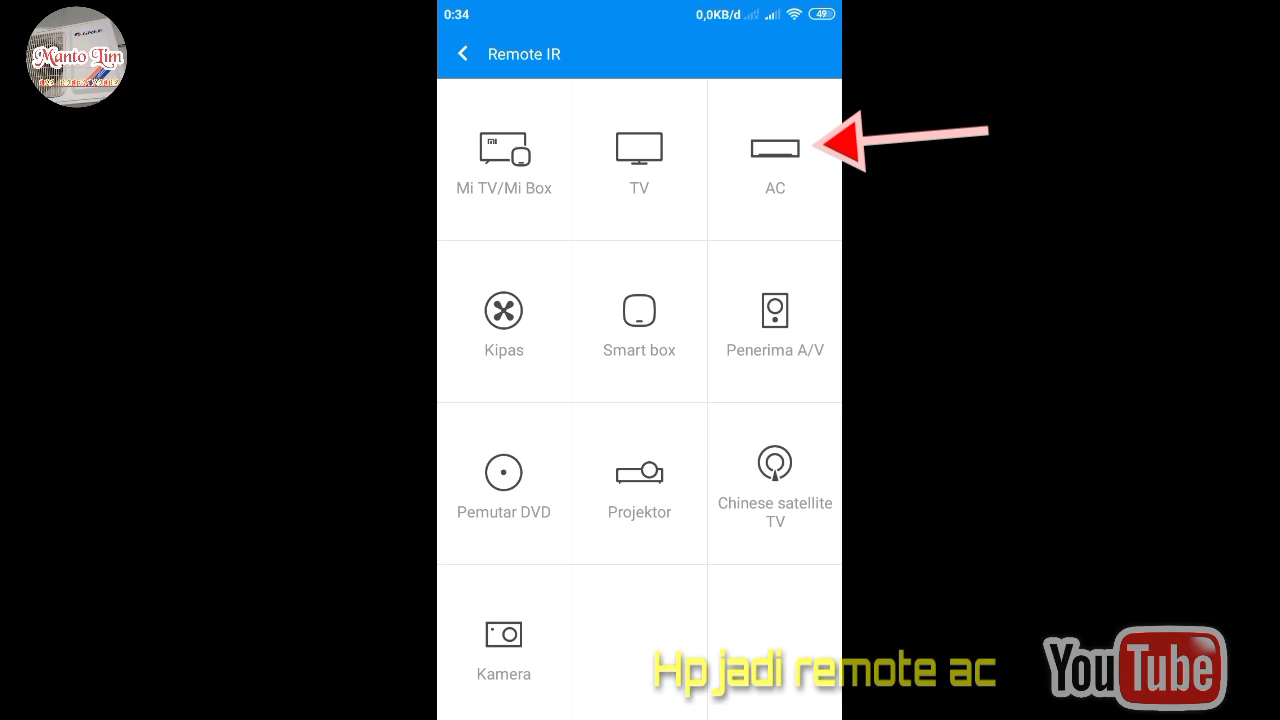 Manto Lim
0:34
0,0KB/d
49
Remote IR
Mi TV/Mi Box
TV
AC
Kipas
Smart box
Penerima A/V
Pemutar DVD
Projektor
Chinese satellite
TV
Kamera
Hp jadi remote ac
YouTube